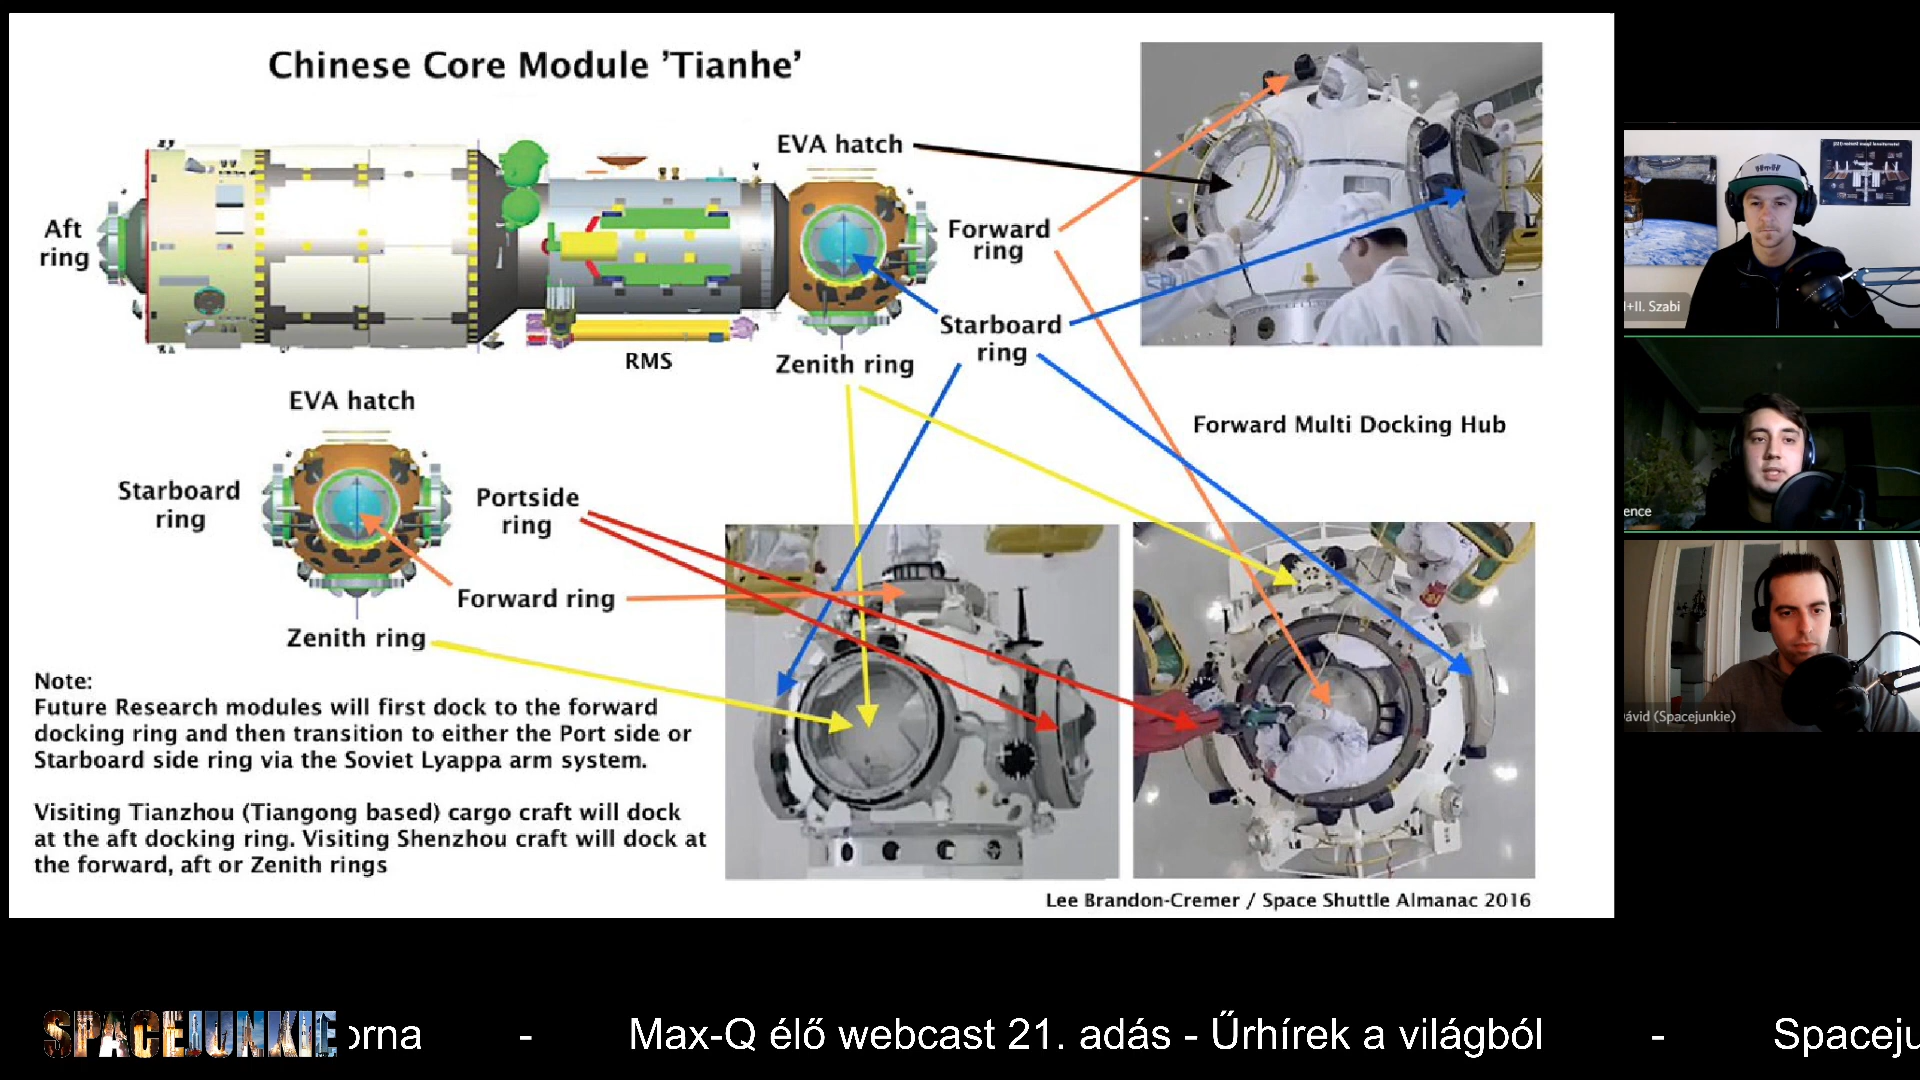 Chinese Core Module 'Tianhe'
EVA hatch
Aft
ring
Forward
ring
Starboard
ring
RMS
Zenith ring
EVA hatch
Forward Multi Docking Hub
Starboard
ring
Portside
ring
Forward ring
Zenith ring
Note:
Future Research modules will first dock to the forward
docking ring and then transition to either the Port side or
Starboard side ring via the Soviet Lyappa arm system.
Visiting Tianzhou (Tiangong based) cargo craft will dock
at the aft docking ring. Visiting Shenzhou craft will dock at
the forward, aft or Zenith rings
Lee Brandon-Cremer / Space Shuttle Almanac 2016
I+II. Szabi
ence
ávid (Spacejunkie)
SPACEJUNKIE orna - Max-Q élő webcast 21. adás - Űrhírek a világból - Spaceju